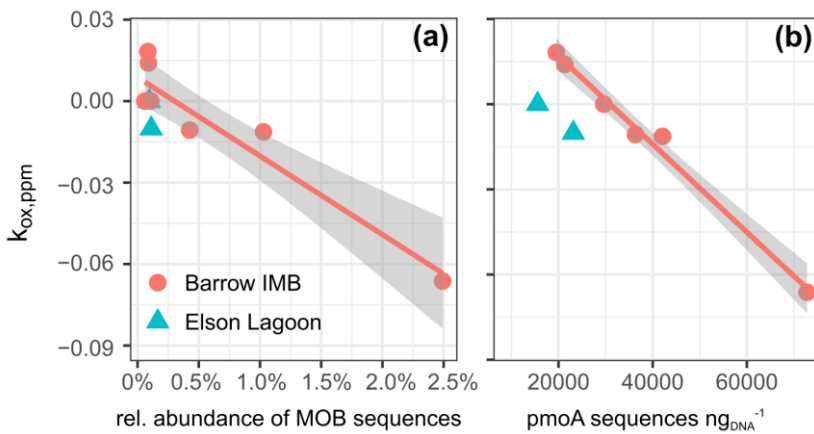 0.03
0.00
−0.03
−0.06
−0.09
k_ox,ppm
(a)
Barrow IMB
Elson Lagoon
0% 0.5% 1.0% 1.5% 2.0% 2.5%
rel. abundance of MOB sequences
(b)
20000 40000 60000
pmoA sequences ng_DNA^-1